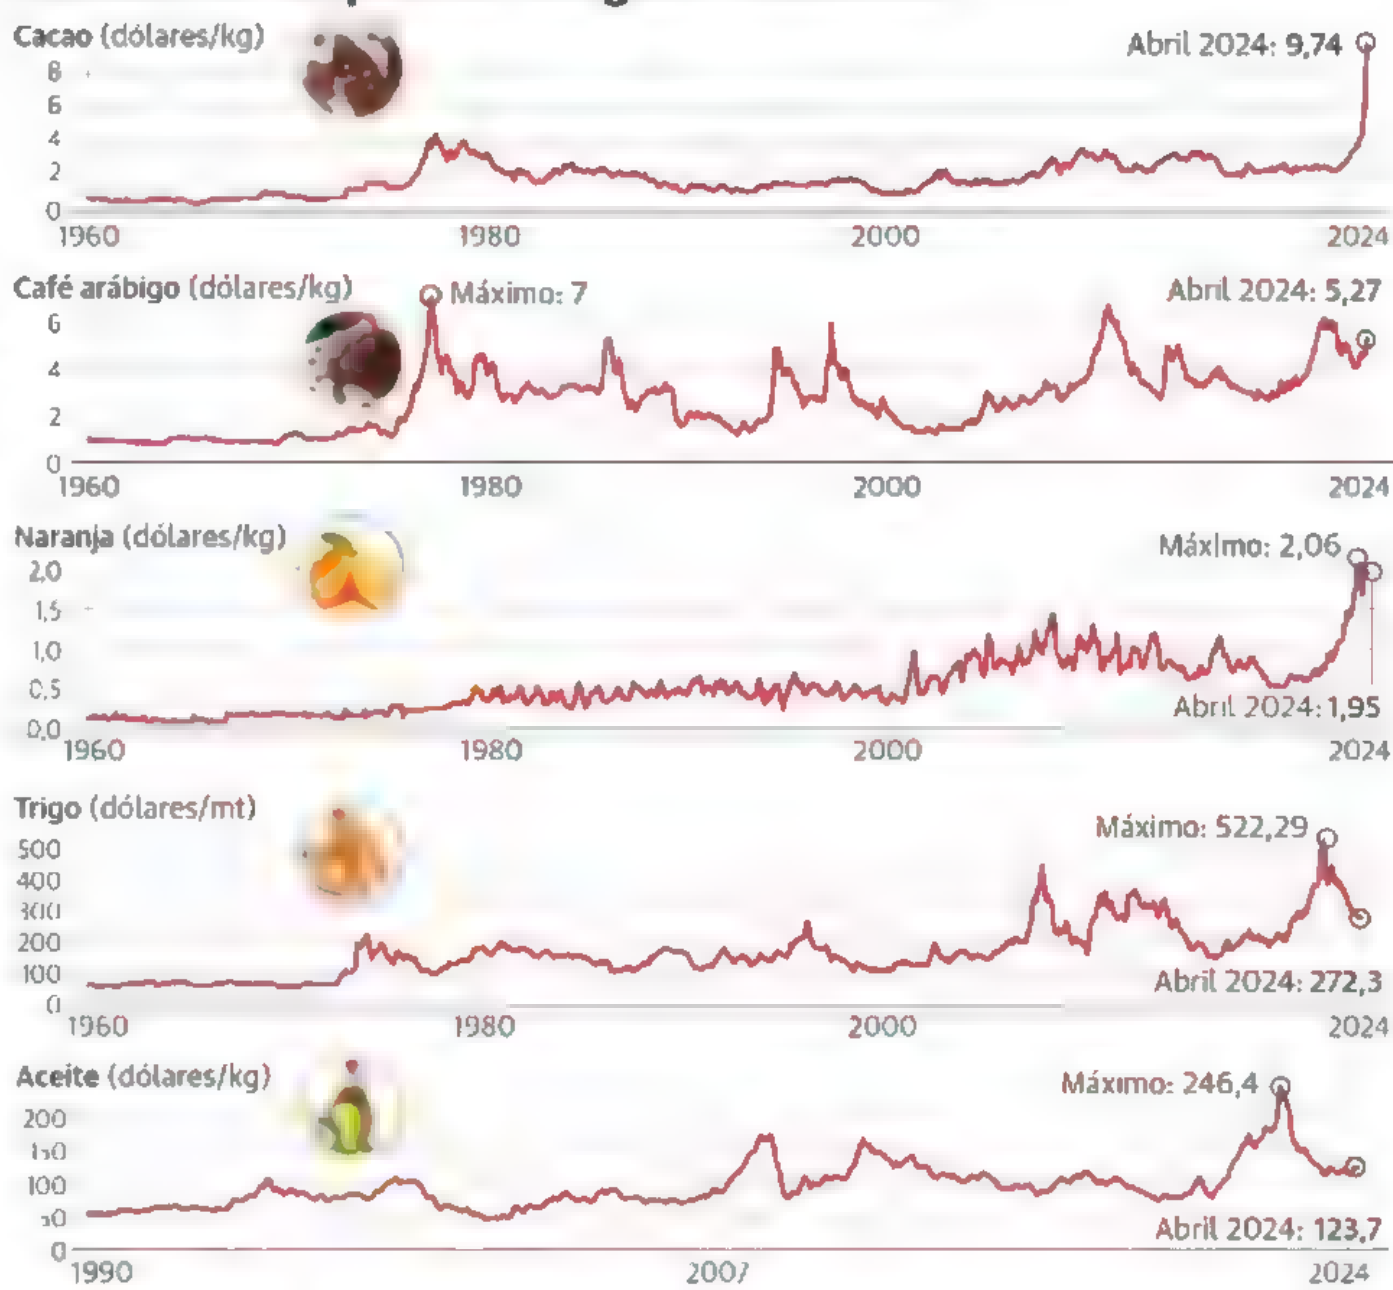 Cacao (dólares/kg)
Abril 2024: 9,74
8
6
4
2
0
1960 1980 2000 2024
Café arábigo (dólares/kg)
Máximo: 7
Abril 2024: 5,27
6
4
2
0
1960 1980 2000 2024
Naranja (dólares/kg)
Máximo: 2,06
2,0
1,5
1,0
0,5
0,0
Abril 2024: 1,95
1960 1980 2000 2024
Trigo (dólares/mt)
Máximo: 522,29
500
400
300
200
100
0
Abril 2024: 272,3
1960 1980 2000 2024
Aceite (dólares/kg)
Máximo: 246,4
200
150
100
50
0
Abril 2024: 123,7
1990 2007 2024